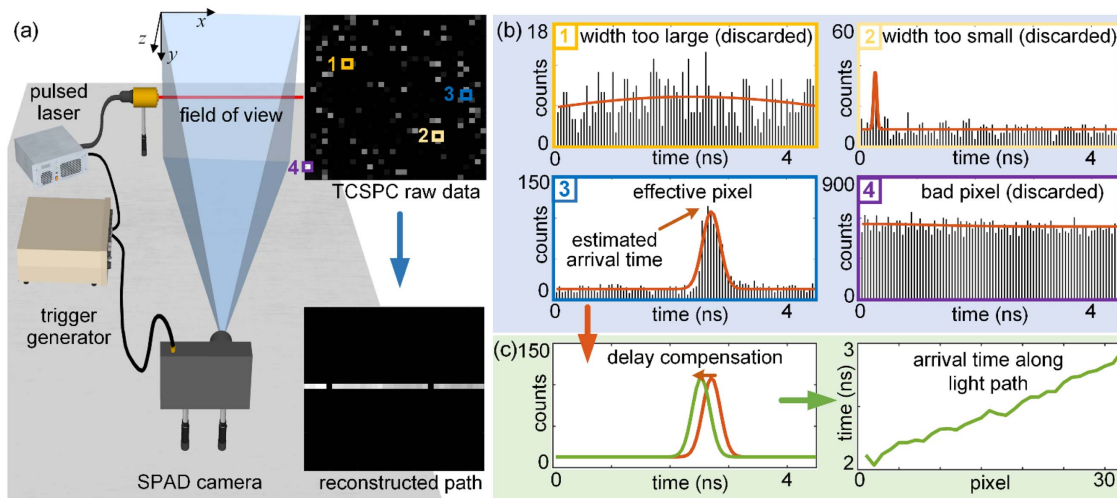 (a)
x
z
y
pulsed
laser
field of view
trigger
generator
SPAD camera
1
3
2
4
TCSPC raw data
reconstructed path
(b)
1 width too large (discarded)
18
counts
0
0 4
time (ns)
2 width too small (discarded)
60
counts
0
0 4
time (ns)
3 effective pixel
estimated
arrival time
150
counts
0
0 4
time (ns)
4 bad pixel (discarded)
900
counts
0
0 4
time (ns)
(c)
150
counts
0
delay compensation
arrival time along
light path
3
time (ns)
2
pixel 30